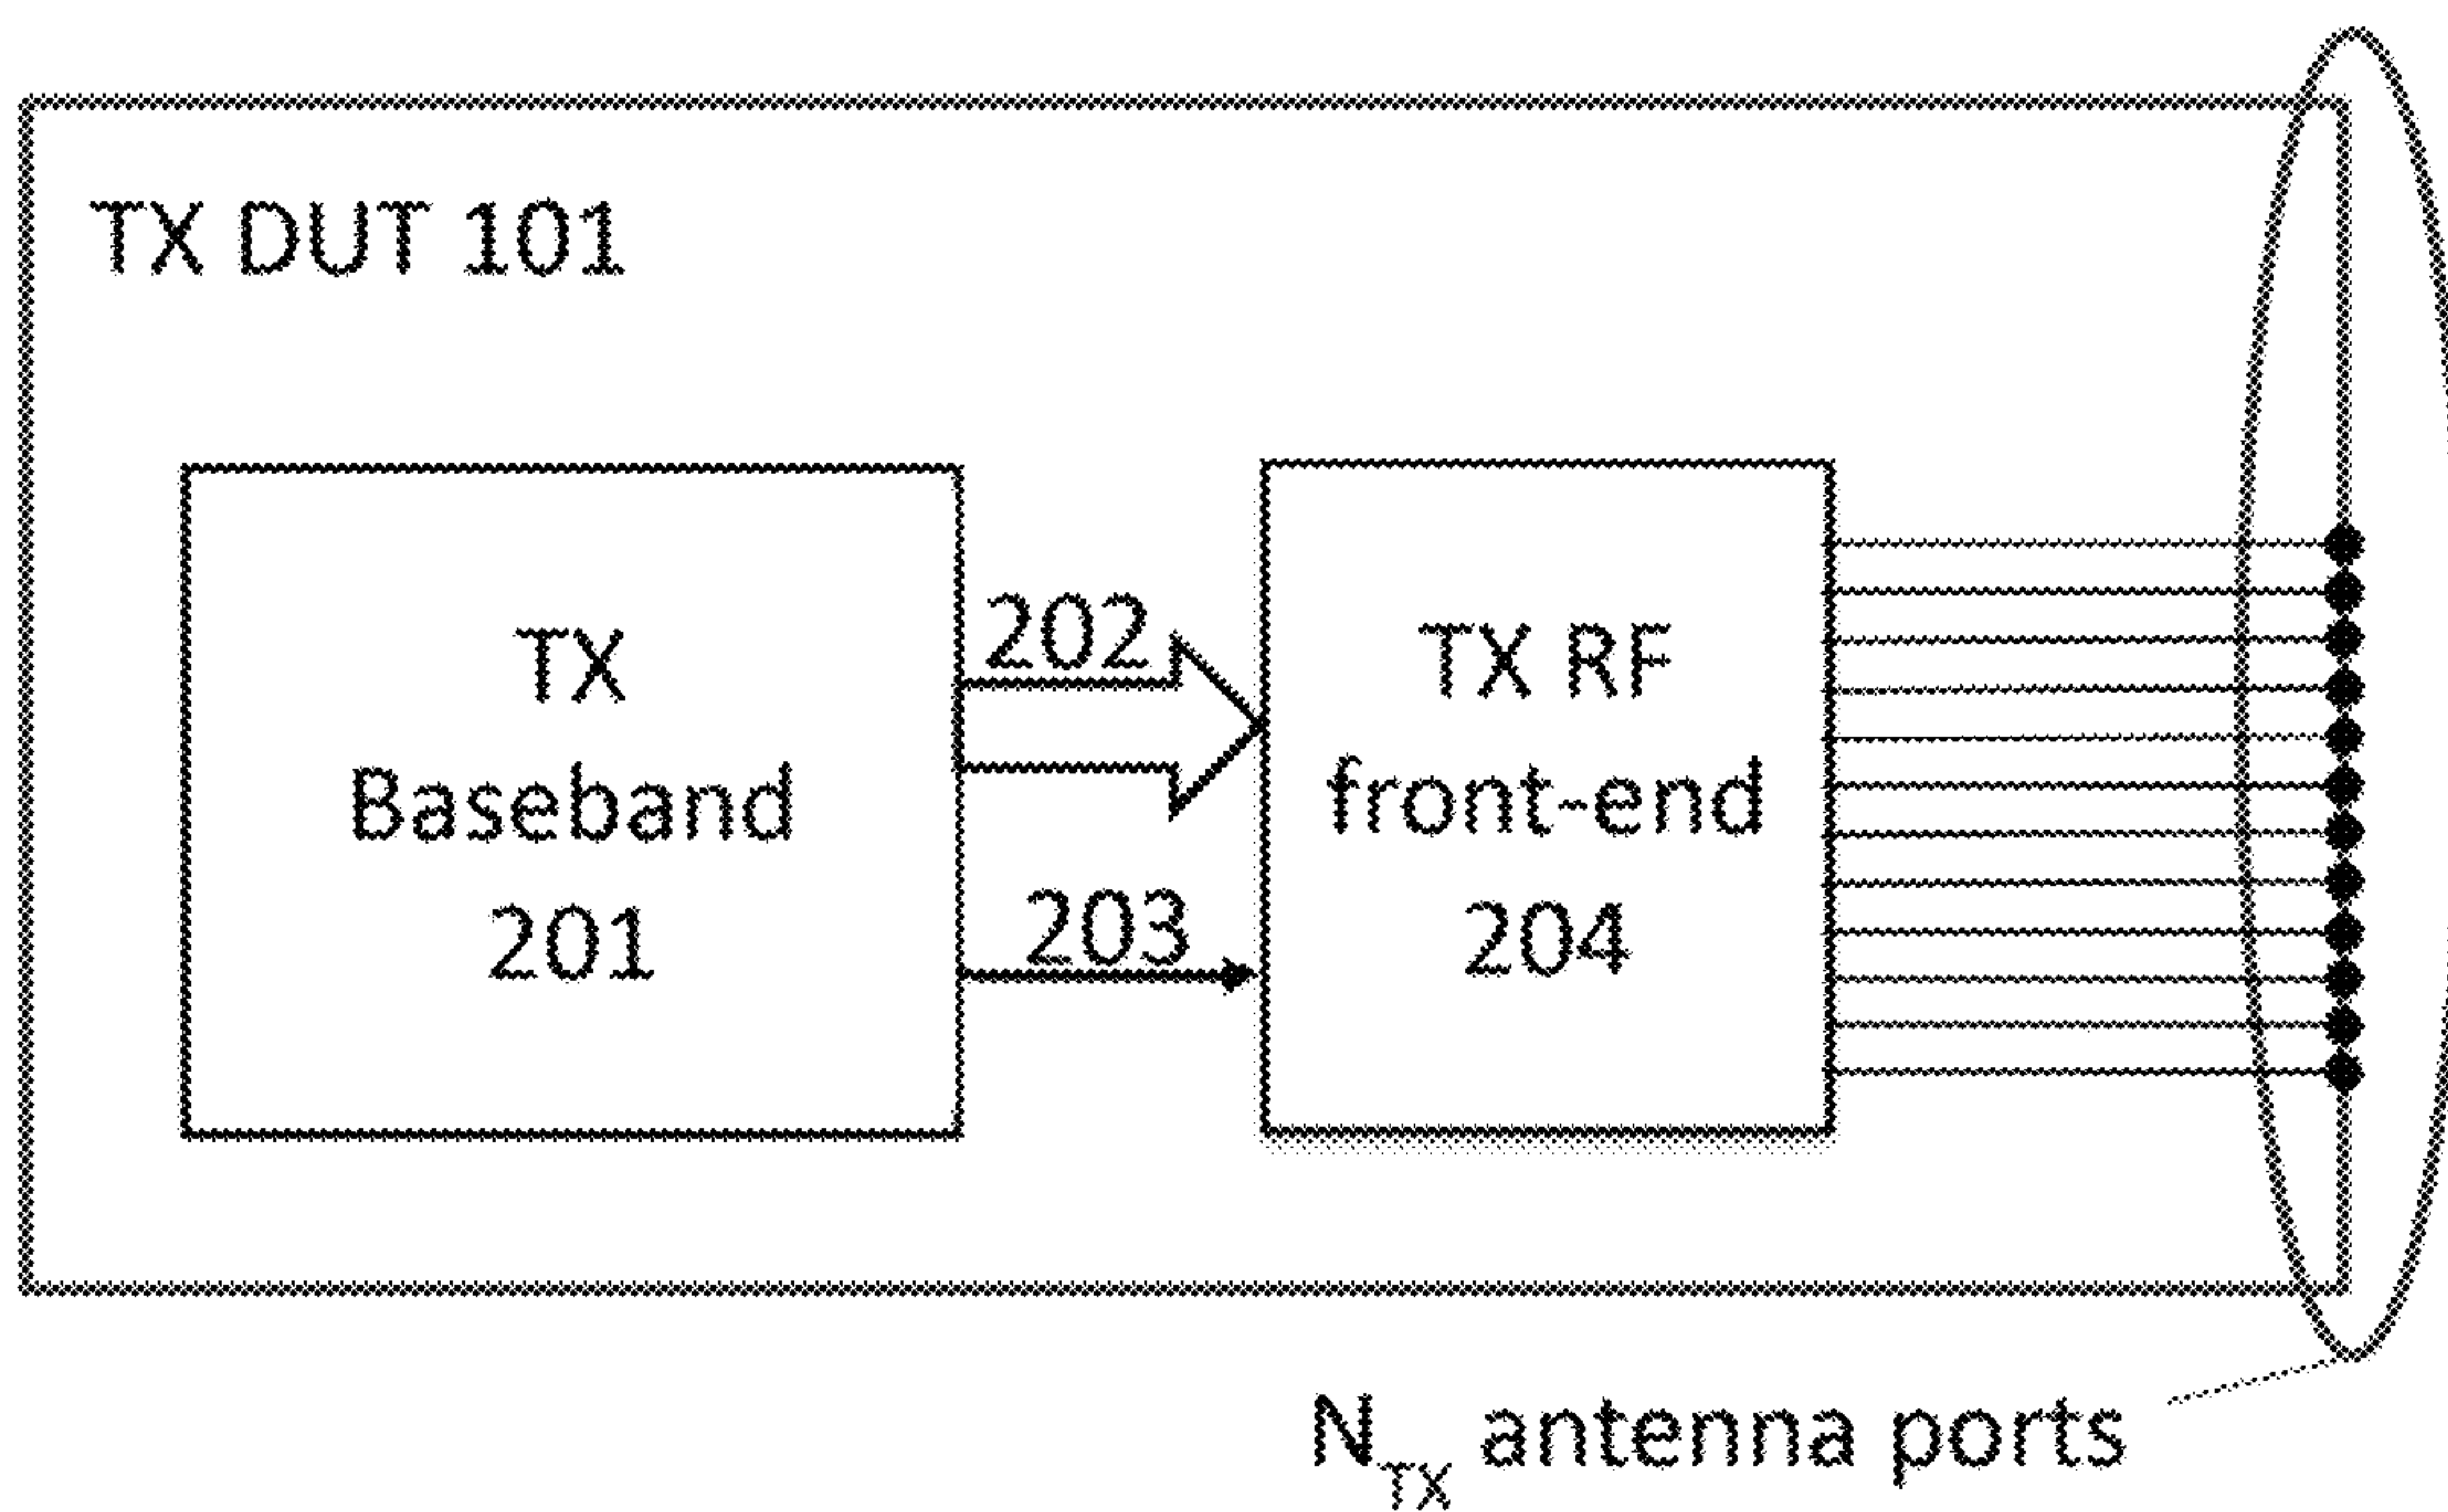 TX DUT 101
TX
Baseband
201
202
203
TX RF
front-end
204
N_TX antenna ports